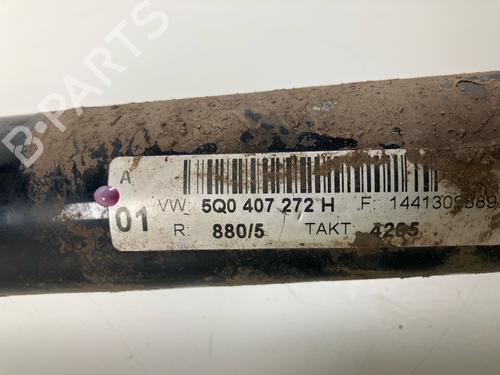 B-PARTS
A
01 VW 5Q0 407 272 H F: 1441309889
R: 880/5 TAKT: 4265